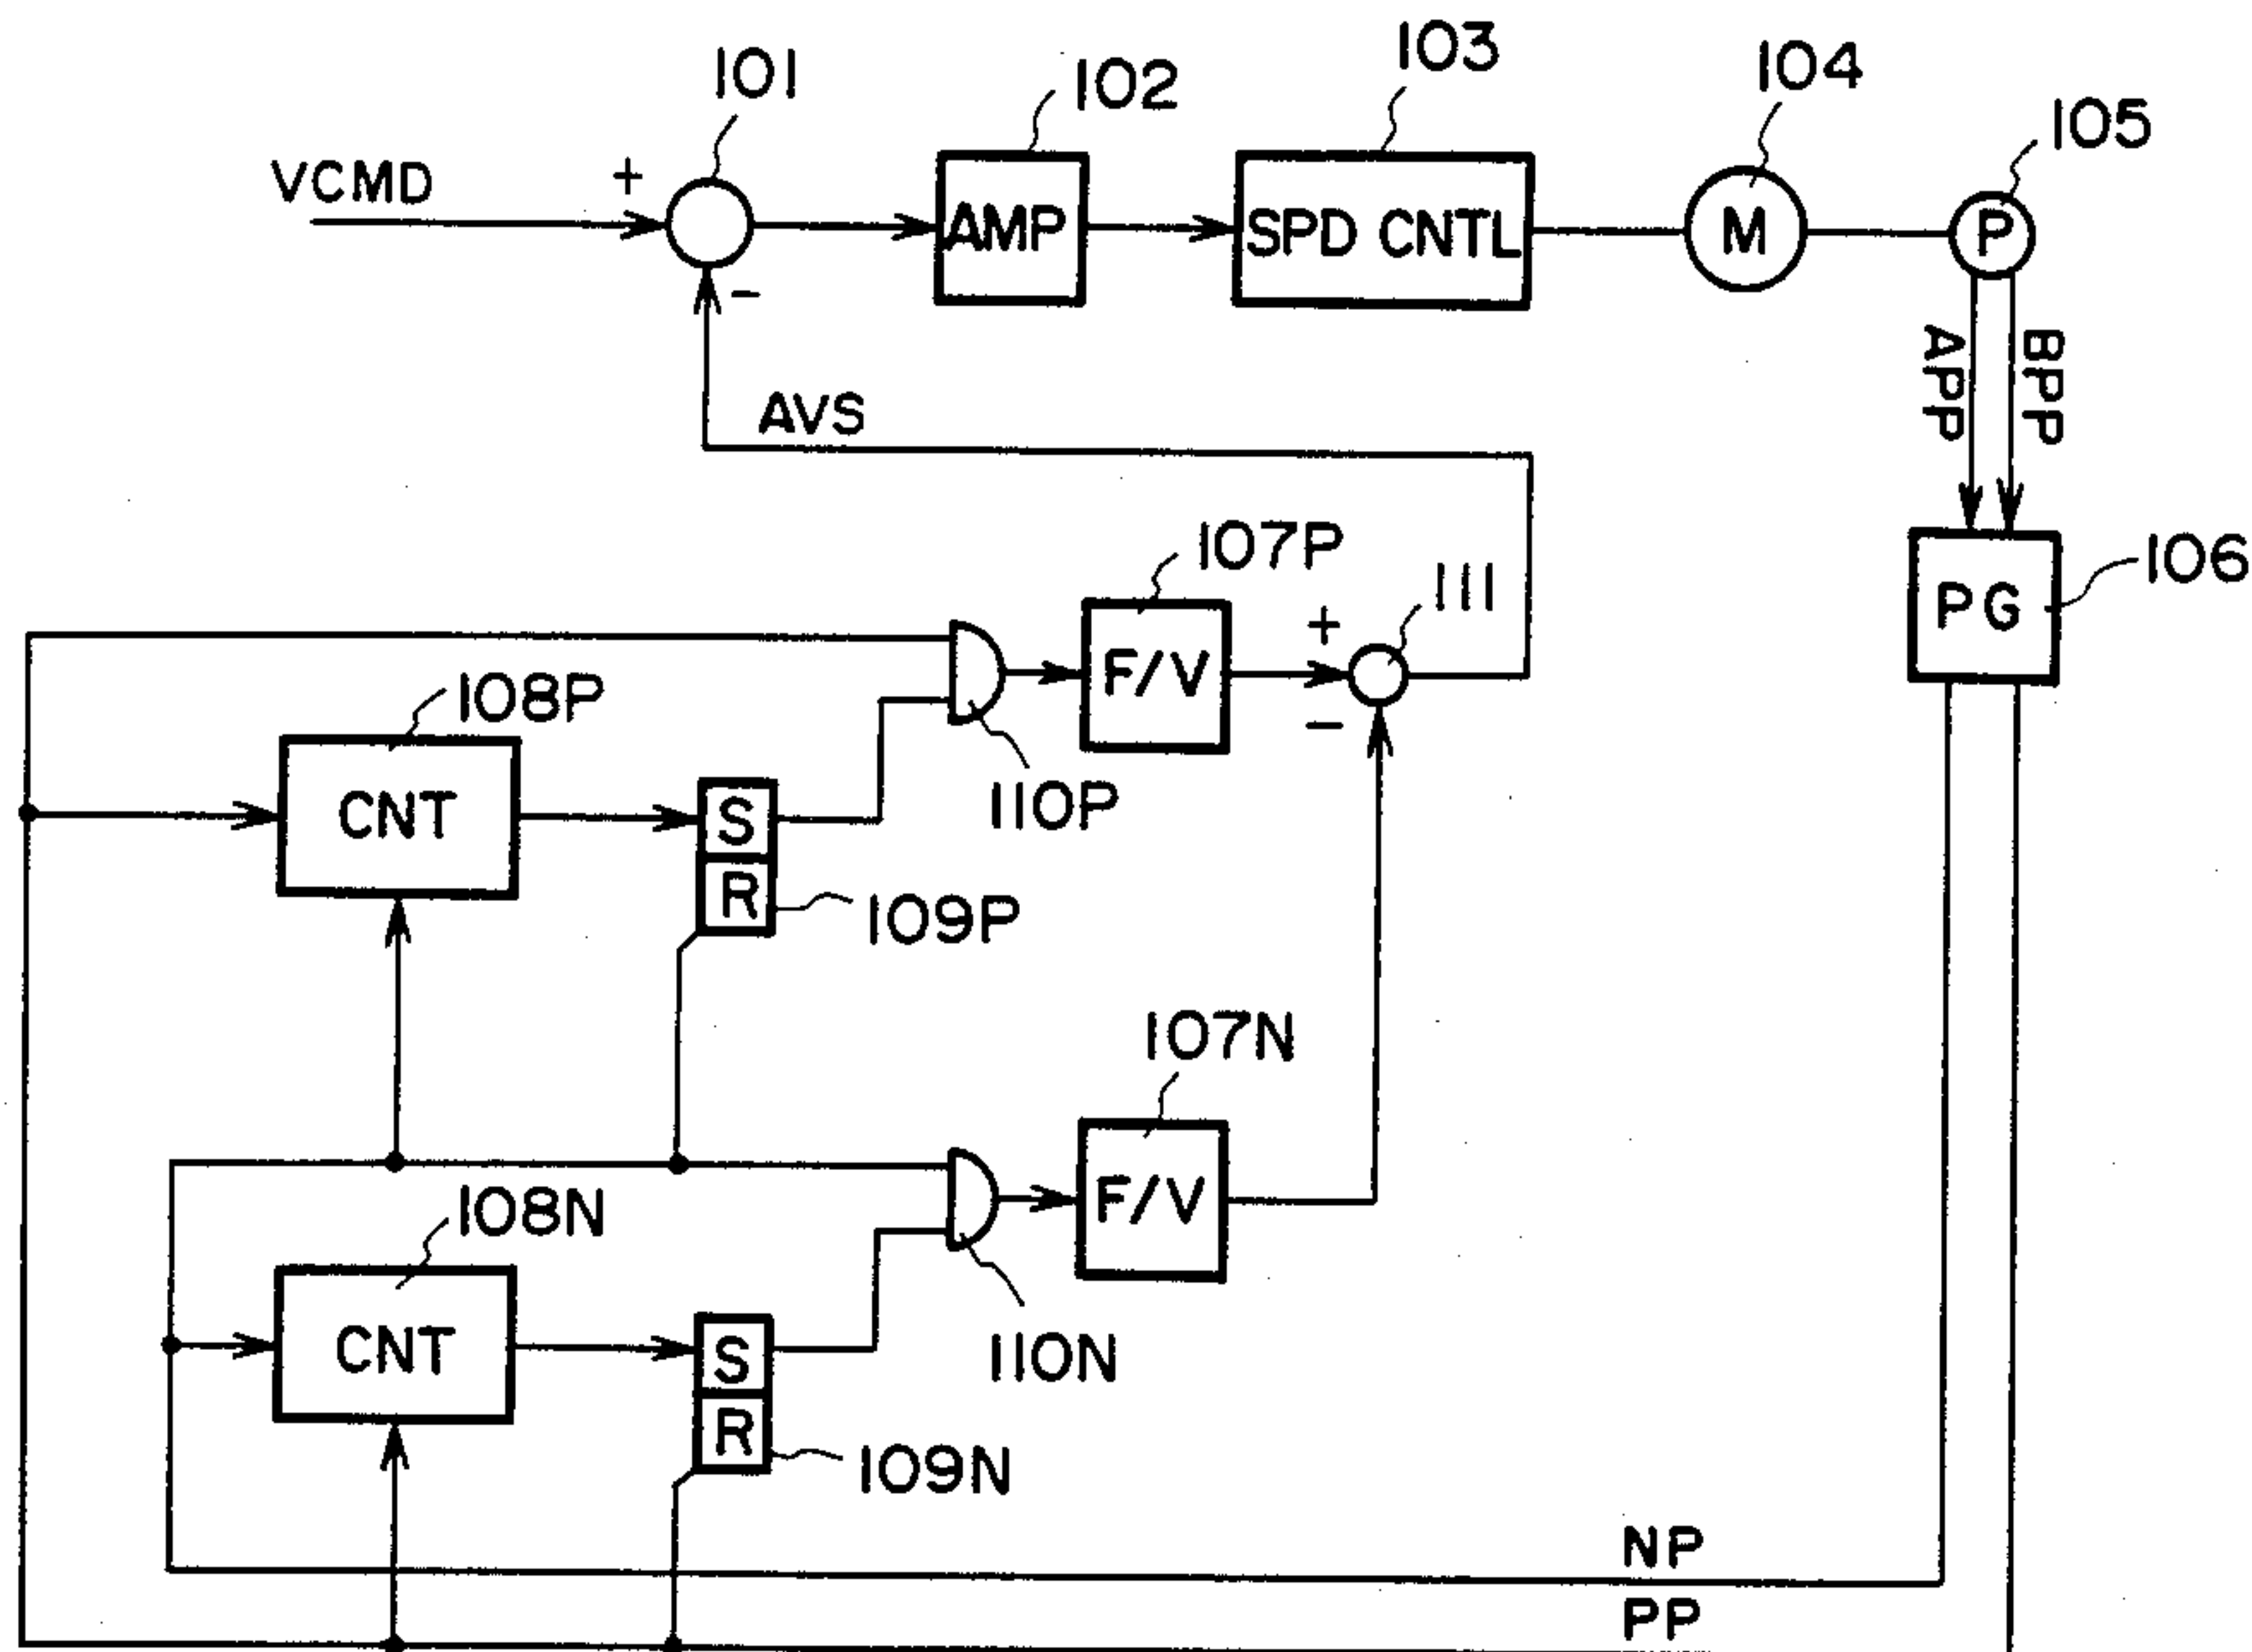 101
102
103
104
105
VCMD
+
AMP
SPD CNTL
M
P
-
APP
BPP
AVS
107P
111
106
PG
+
F/V
-
108P
110P
CNT
S
R
109P
107N
108N
F/V
CNT
110N
S
R
109N
NP
PP